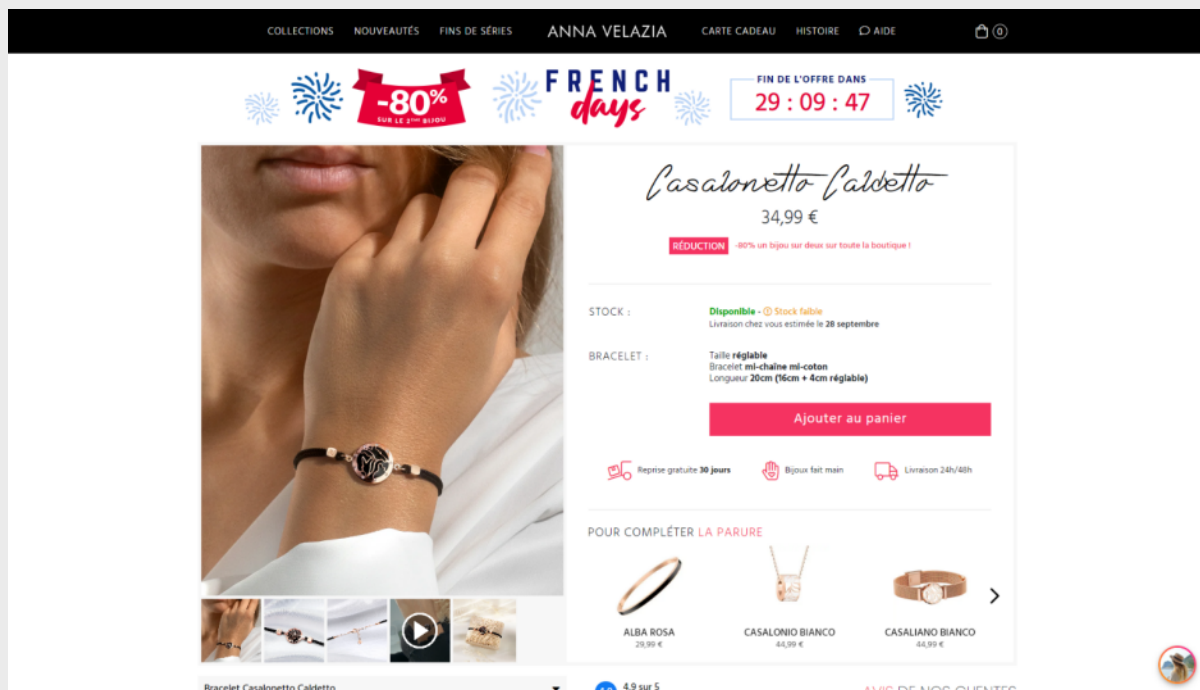 COLLECTIONS NOUVEAUTÉS FINS DE SÉRIES ANNA VELAZIA CARTE CADEAU HISTOIRE AIDE 0
-80%
SUR LE 2ÈME BIJOU
FRENCH
days
FIN DE L'OFFRE DANS
29 : 09 : 47
Casalonetto Caldetto
34,99 €
RÉDUCTION -80% un bijou sur deux sur toute la boutique !
STOCK : Disponible - Stock faible
Livraison chez vous estimée le 28 septembre
BRACELET : Taille réglable
Bracelet mi-chaîne mi-coton
Longueur 20cm (16cm + 4cm réglable)
Ajouter au panier
Reprise gratuite 30 jours Bijoux fait main Livraison 24h/48h
POUR COMPLÉTER LA PARURE
ALBA ROSA CASALONIO BIANCO CASALIANO BIANCO
29,99 € 44,99 € 44,99 €
Bracelet Casalonetto Caldetto 4.9 sur 5 AVIS DE NOS CLIENTES